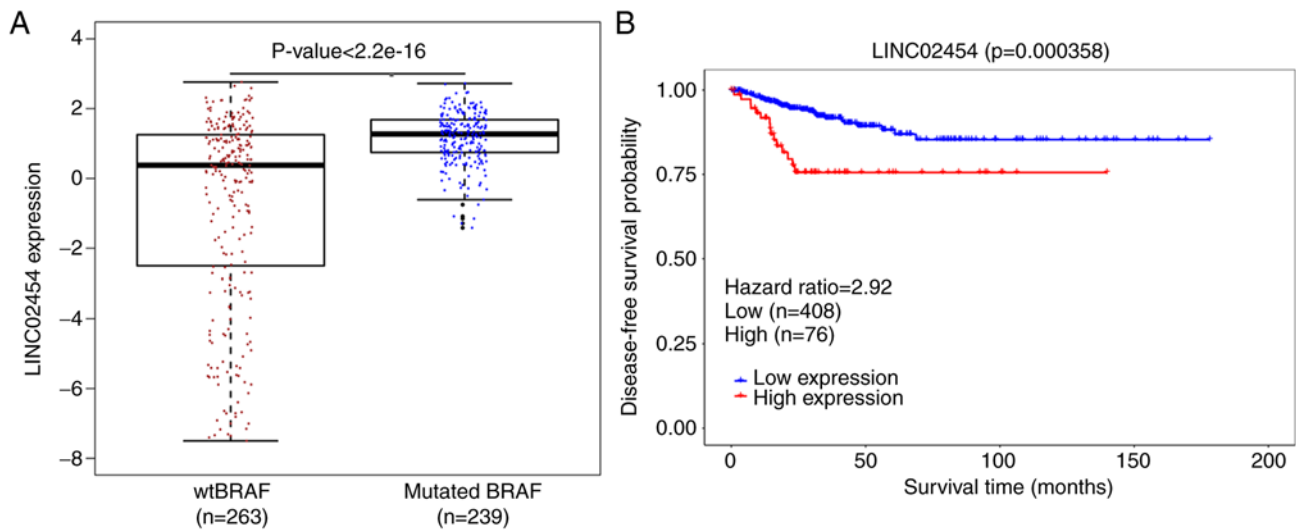 A
P-value<2.2e-16
LINC02454 expression
4
2
0
−2
−4
−6
−8
wtBRAF
(n=263)
Mutated BRAF
(n=239)
B
LINC02454 (p=0.000358)
Disease-free survival probability
1.00
0.75
0.50
0.25
0.00
Hazard ratio=2.92
Low (n=408)
High (n=76)
Low expression
High expression
0
50
100
150
200
Survival time (months)